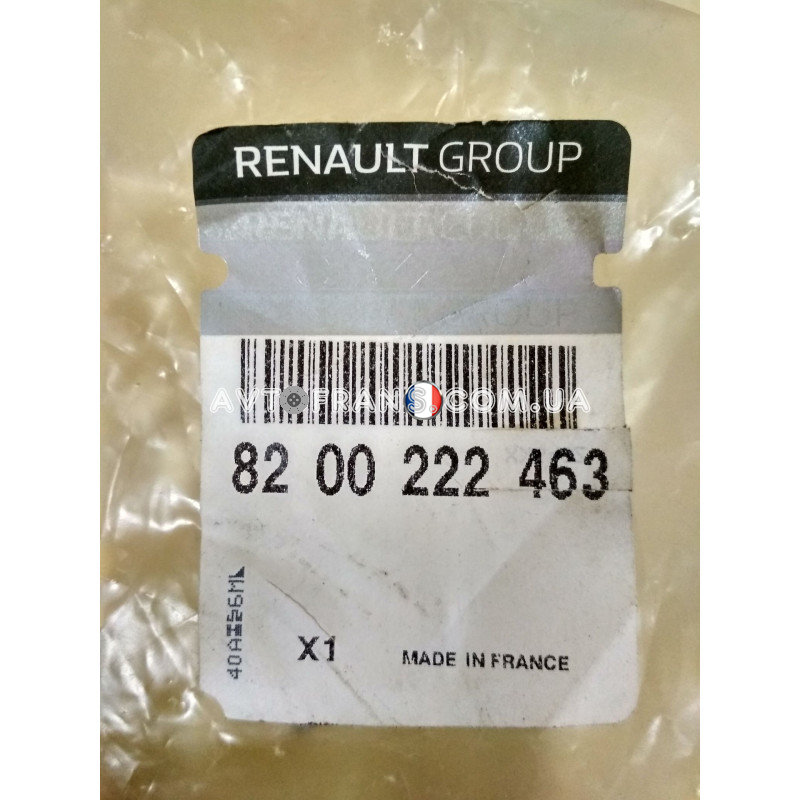 RENAULT GROUP
AVTOFRANS.COM.UA
82 00 222 463
X1
MADE IN FRANCE